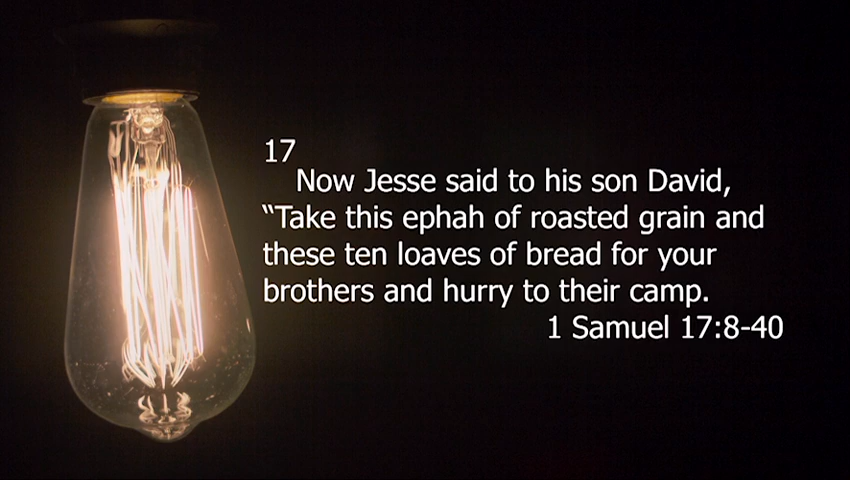 17
Now Jesse said to his son David,
“Take this ephah of roasted grain and
these ten loaves of bread for your
brothers and hurry to their camp.
1 Samuel 17:8-40